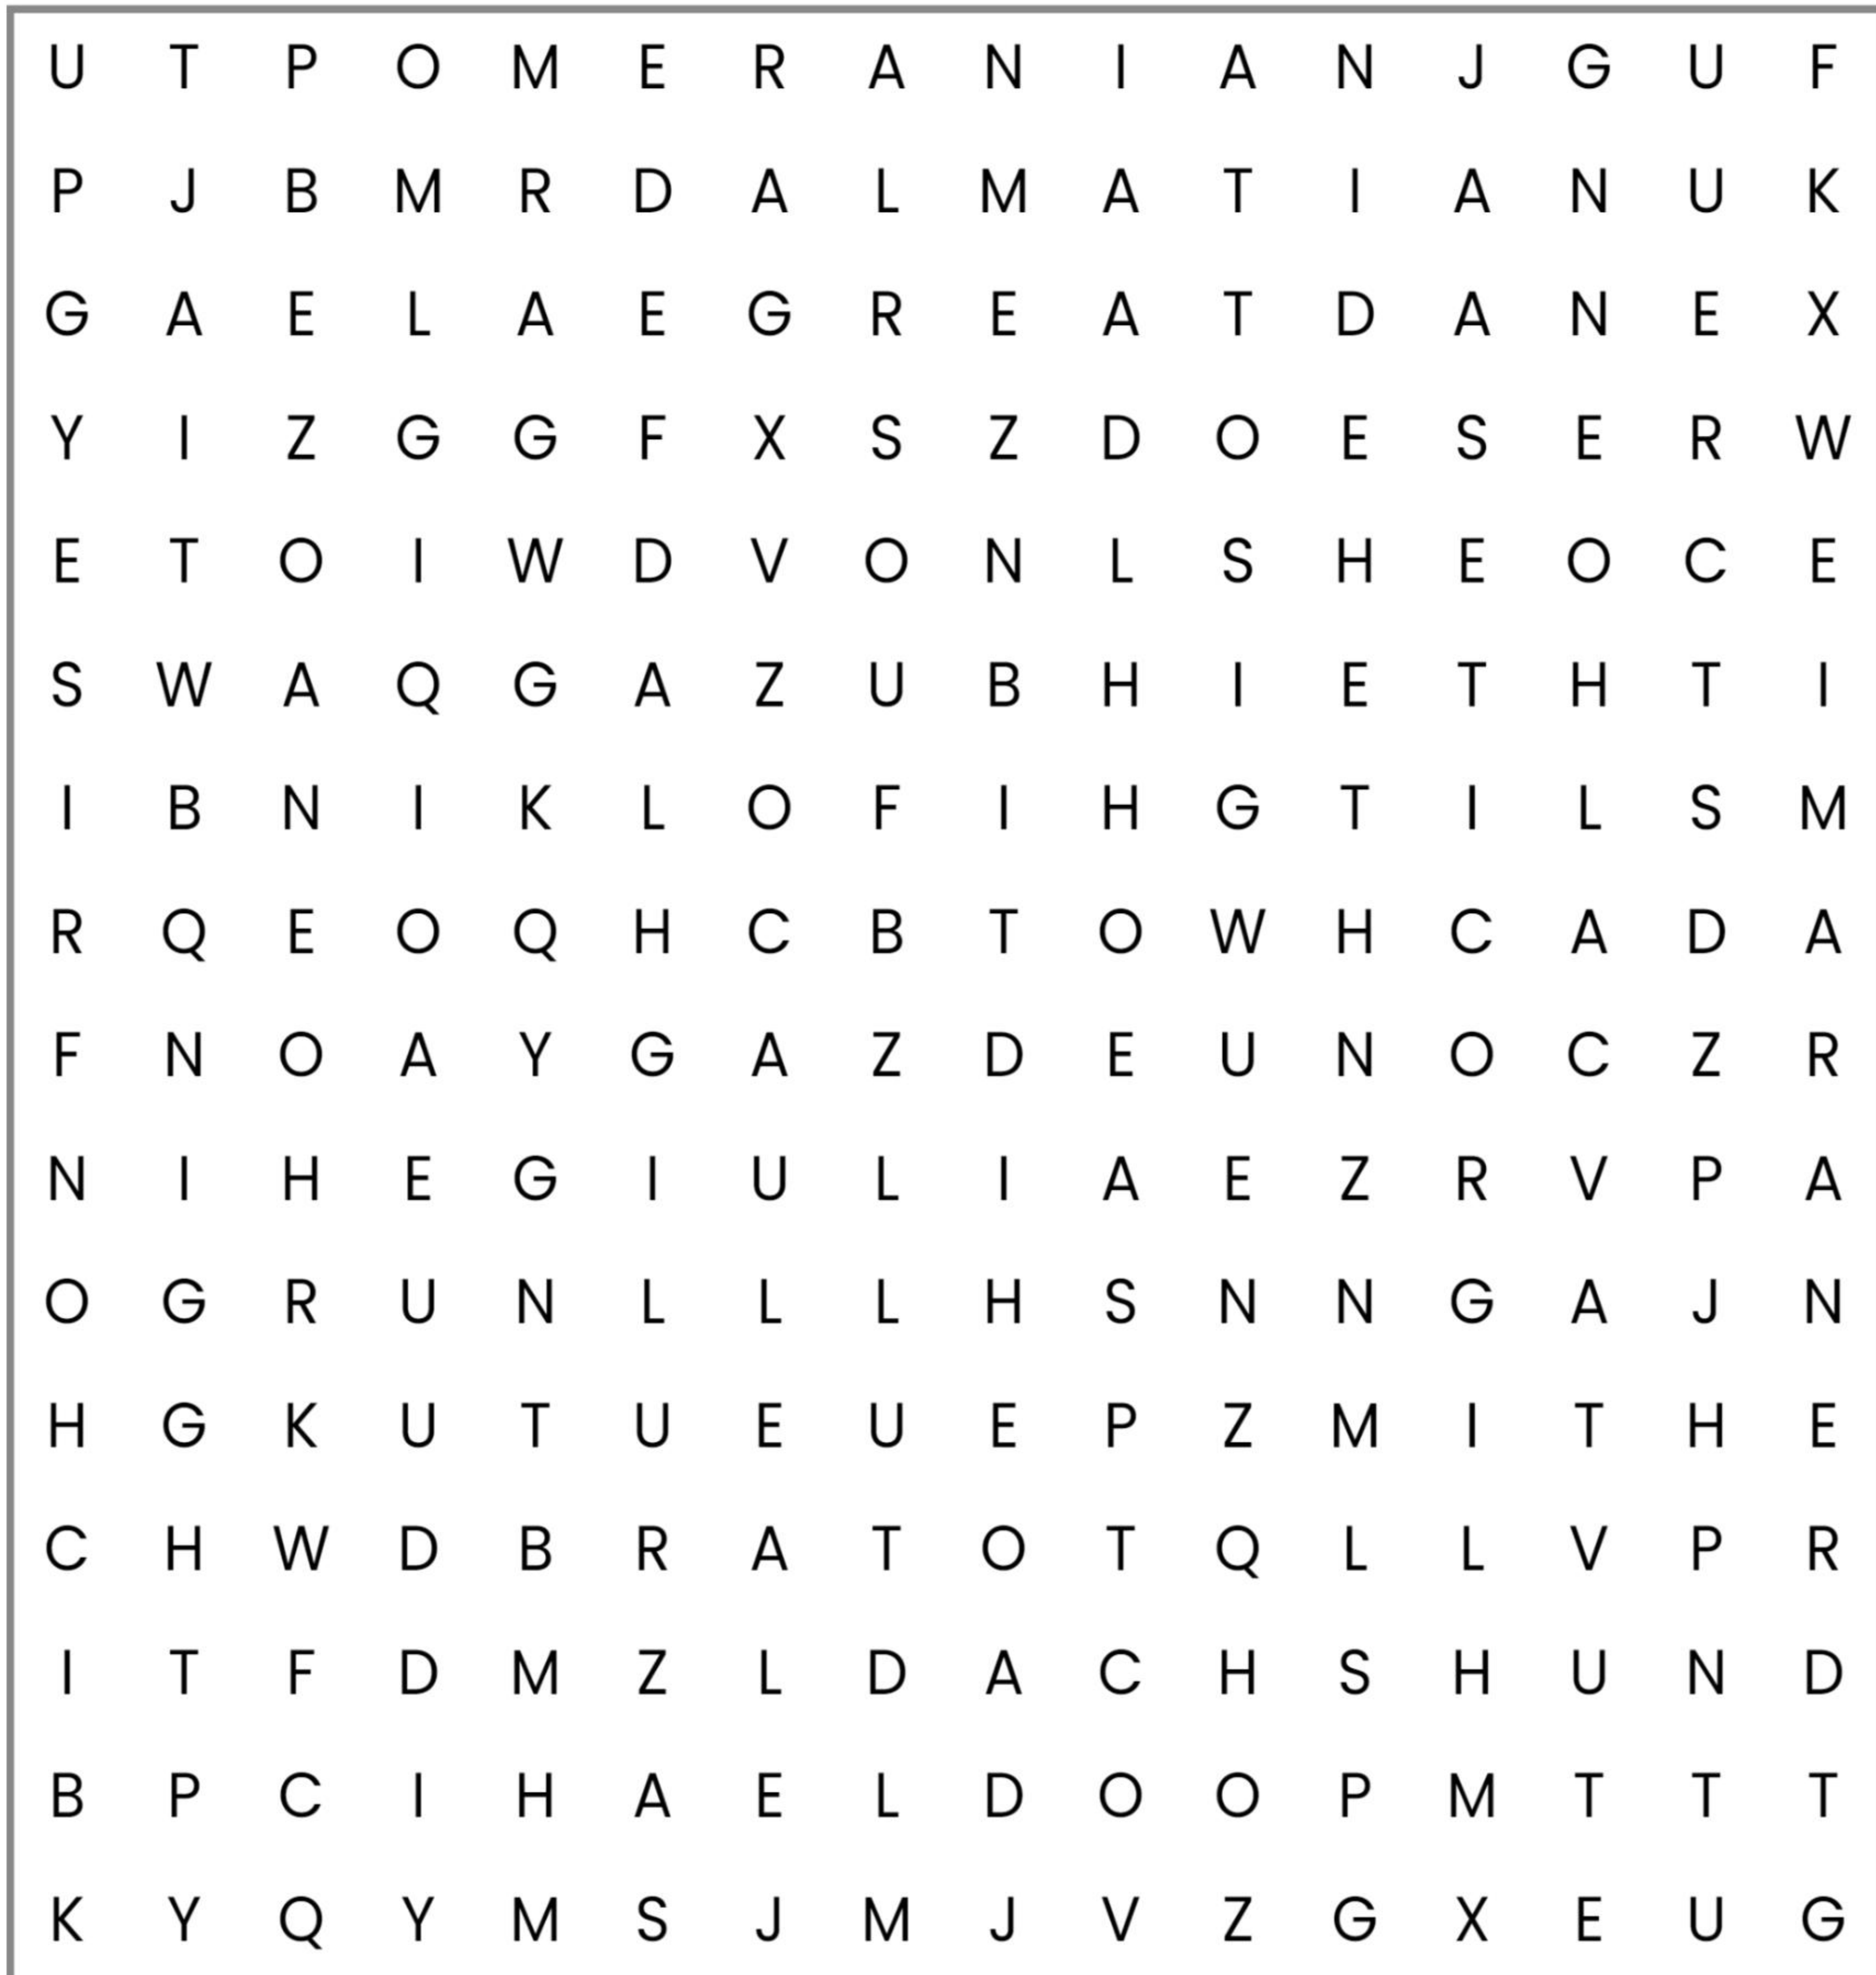 U T P O M E R A N I A N J G U F
P J B M R D A L M A T I A N U K
G A E L A E G R E A T D A N E X
Y I Z G G F X S Z D O E S E R W
E T O I W D V O N L S H E O C E
S W A Q G A Z U B H I E T H T I
I B N I K L O F I H G T I L S M
R Q E O Q H C B T O W H C A D A
F N O A Y G A Z D E U N O C Z R
N I H E G I U L I A E Z R V P A
O G R U N L L L H S N N G A J N
H G K U T U E U E P Z M I T H E
C H W D B R A T O T Q L L V P R
I T F D M Z L D A C H S H U N D
B P C I H A E L D O O P M T T T
K Y Q Y M S J M J V Z G X E U G